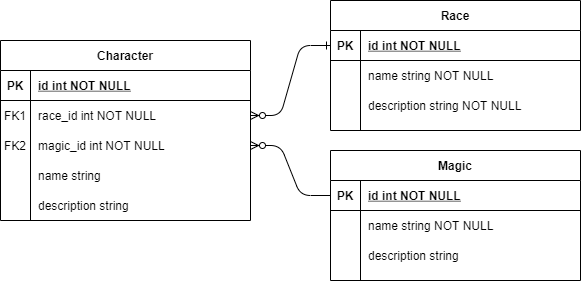 Character
PK id int NOT NULL
FK1 race_id int NOT NULL
FK2 magic_id int NOT NULL
name string
description string
Race
PK id int NOT NULL
name string NOT NULL
description string NOT NULL
Magic
PK id int NOT NULL
name string NOT NULL
description string